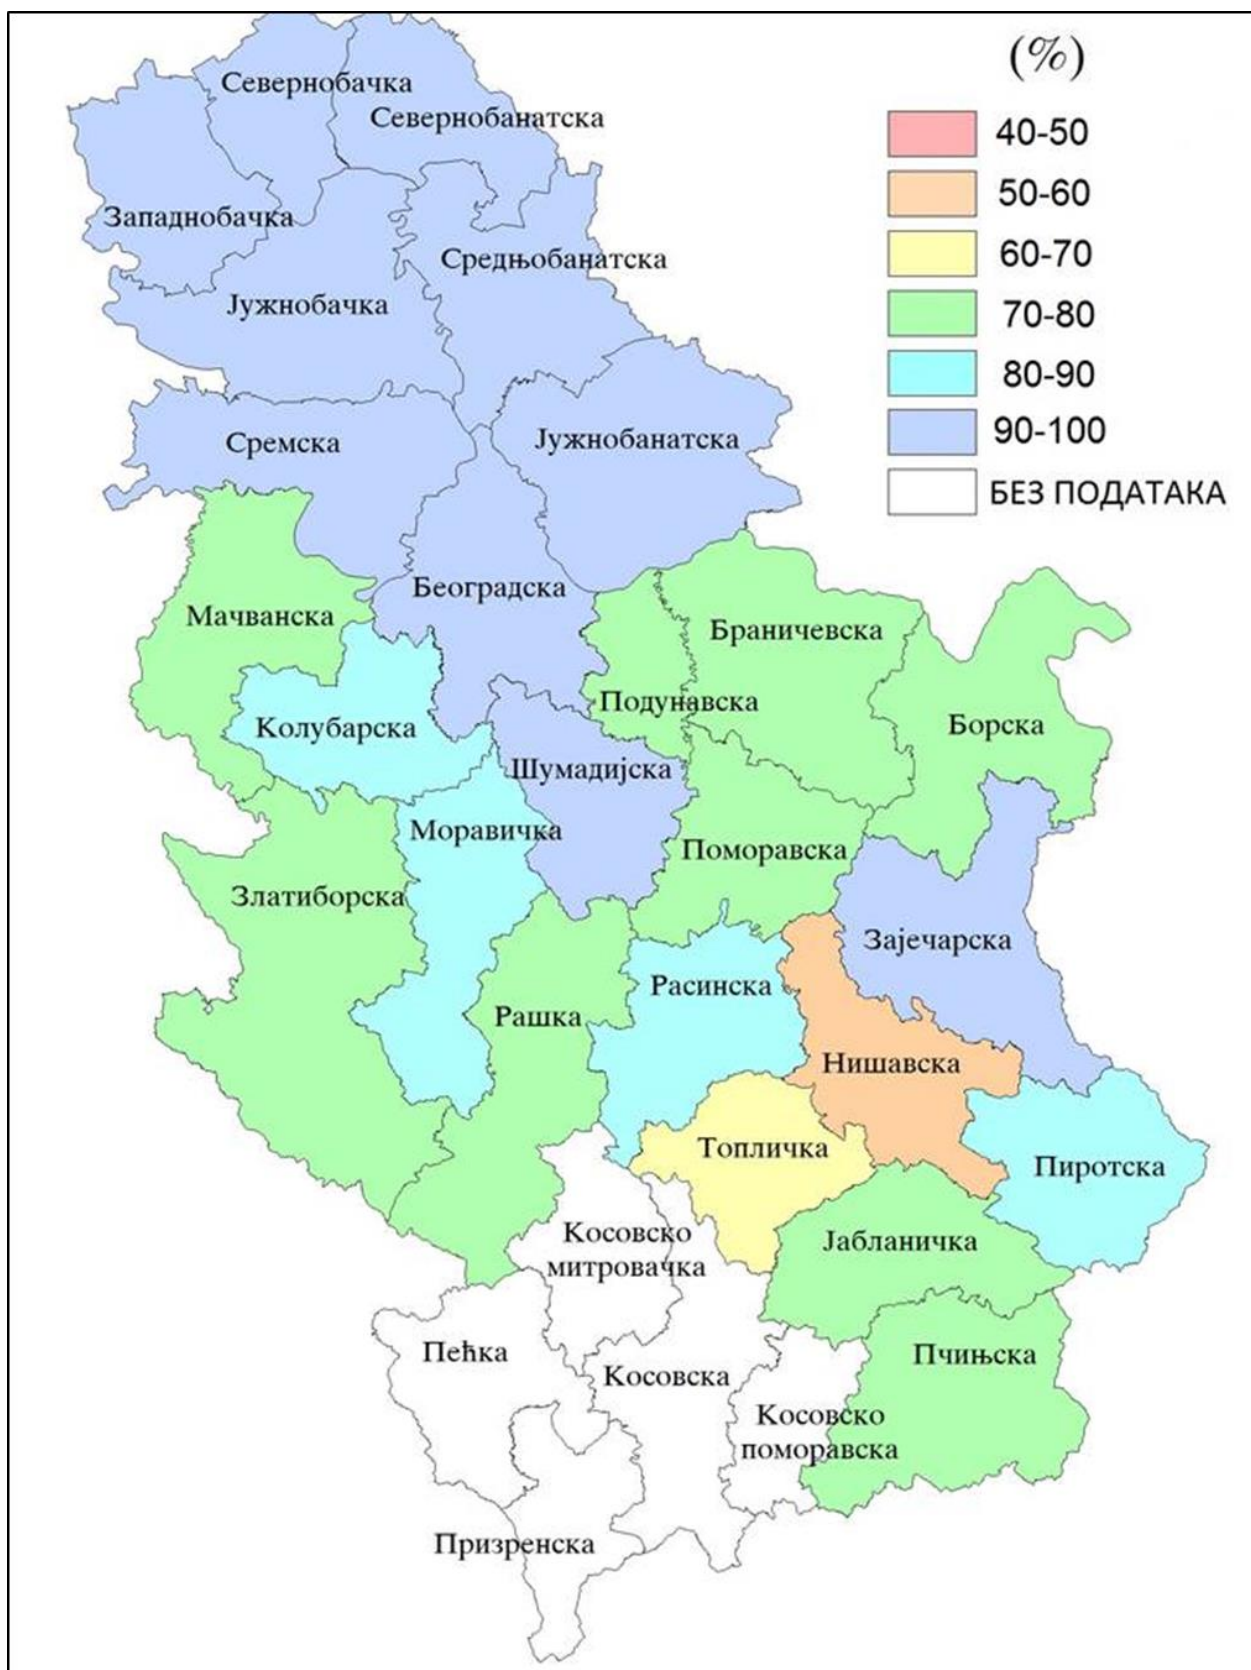 (%)
40-50
50-60
60-70
70-80
80-90
90-100
БЕЗ ПОДАТАКА
Севернобачка
Севернобанатска
Западнобачка
Средњобанатска
Јужнобачка
Сремска
Јужнобанатска
Београдска
Мачванска
Браничевска
Подунавска
Колубарска
Борска
Шумадијска
Моравичка
Поморавска
Златиборска
Зајечарска
Расинска
Рашка
Нишавска
Топличка
Пиротска
Косовско
митровачка
Јабланичка
Пећка
Косовска
Пчињска
Косовско
поморавска
Призренска